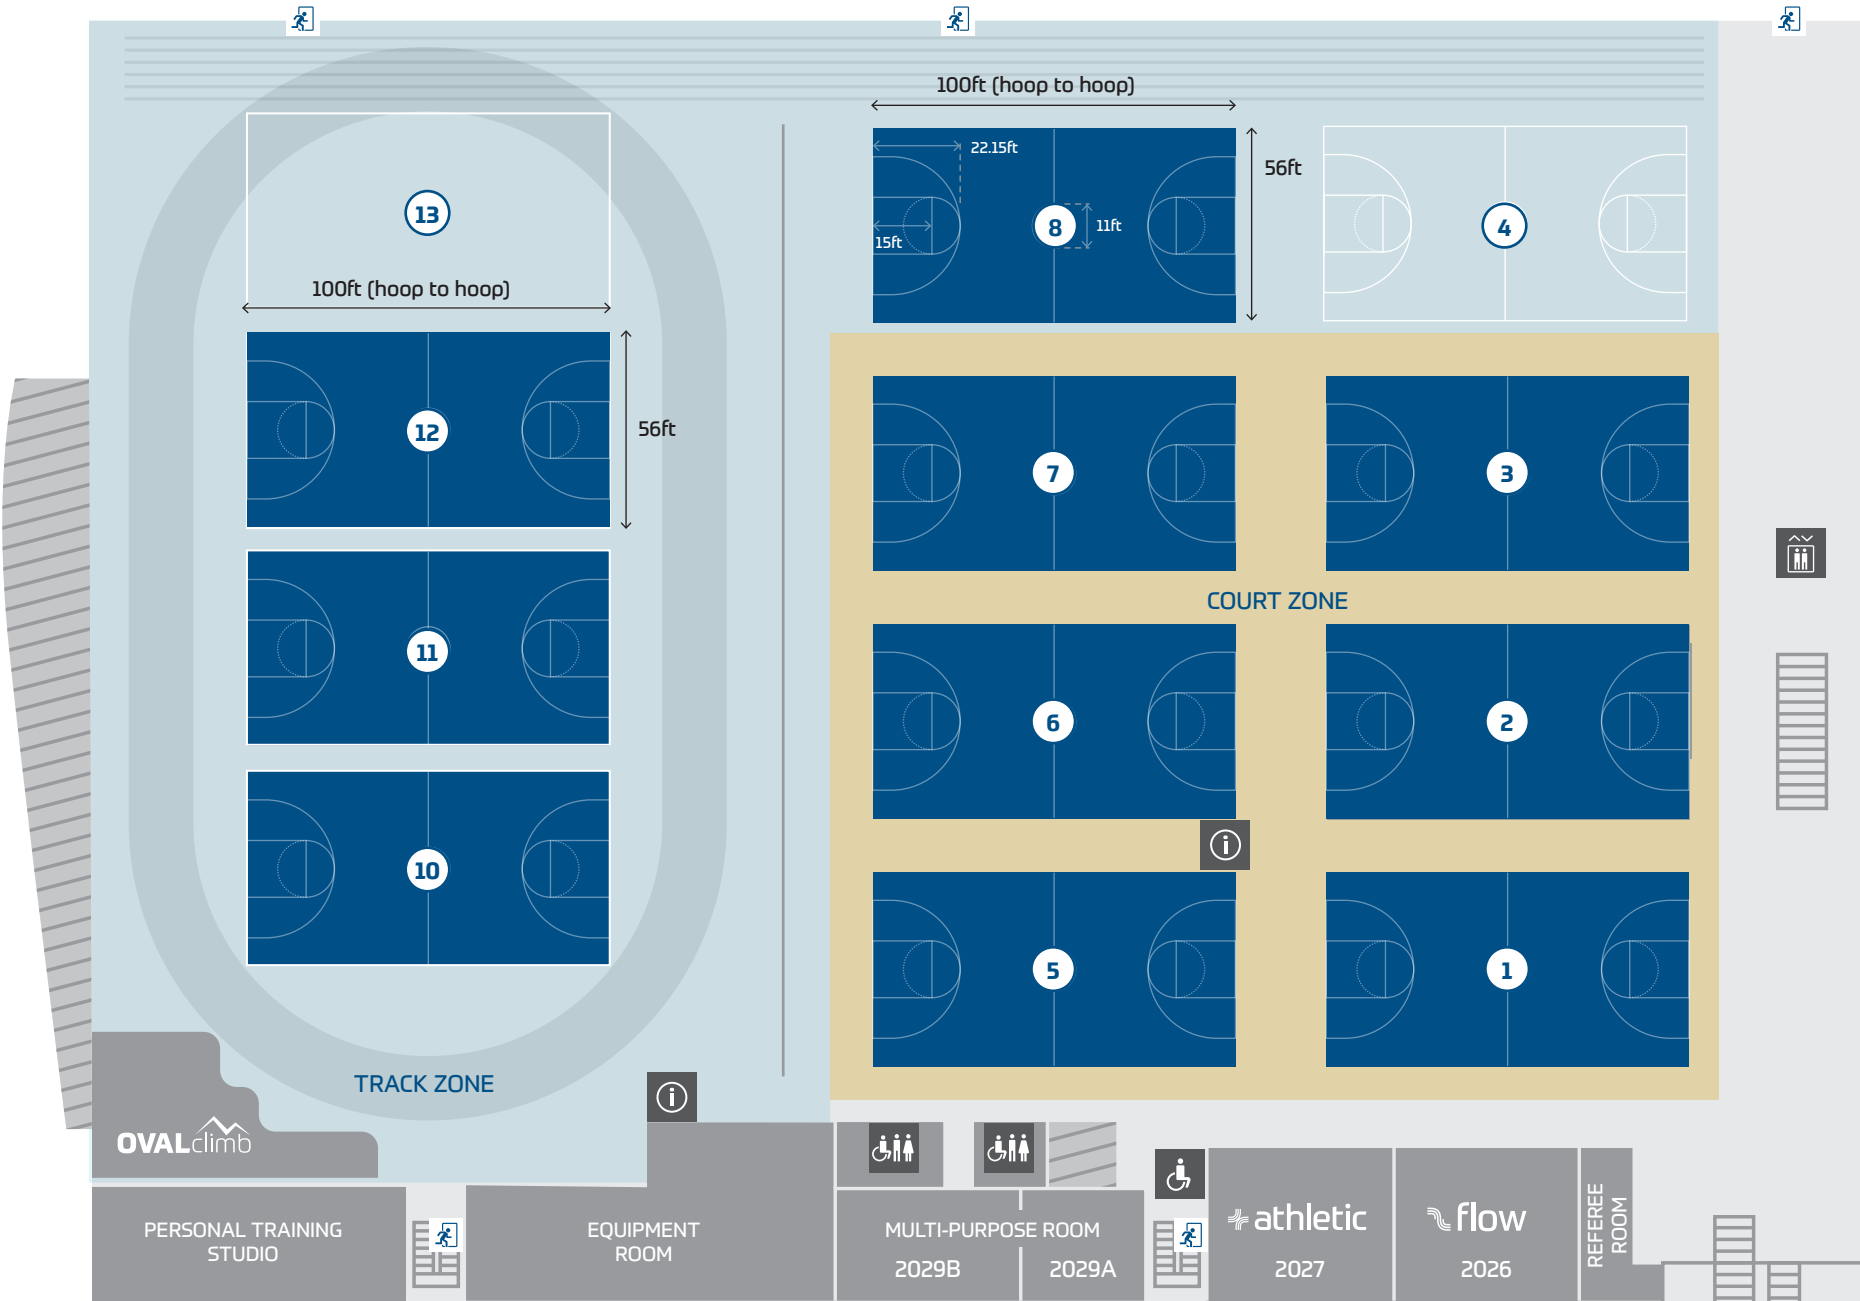 100ft (hoop to hoop)
22.15ft
56ft
13
8
11ft
4
15ft
100ft (hoop to hoop)
12
56ft
7
3
COURT ZONE
11
6
2
i
10
5
1
TRACK ZONE
i
OVALclimb
PERSONAL TRAINING
STUDIO
EQUIPMENT
ROOM
MULTI-PURPOSE ROOM
2029B
2029A
athletic
2027
flow
2026
REFEREE
ROOM